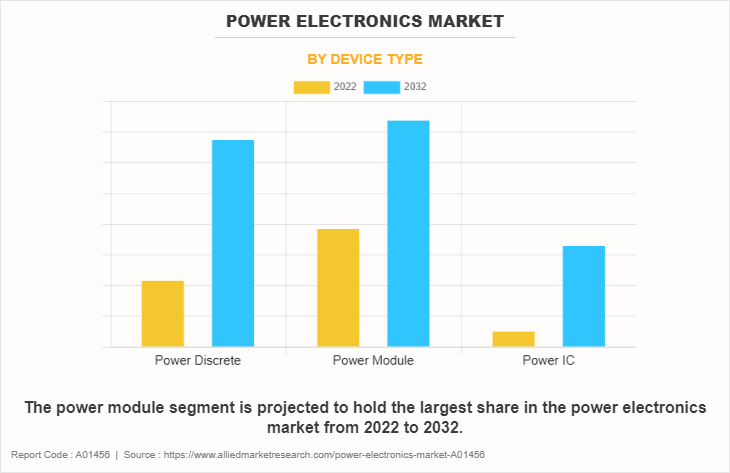 POWER ELECTRONICS MARKET
BY DEVICE TYPE
2022 2032
Power Discrete Power Module Power IC
The power module segment is projected to hold the largest share in the power electronics
market from 2022 to 2032.
Report Code : A01456 | Source : https://www.alliedmarketresearch.com/power-electronics-market-A01456